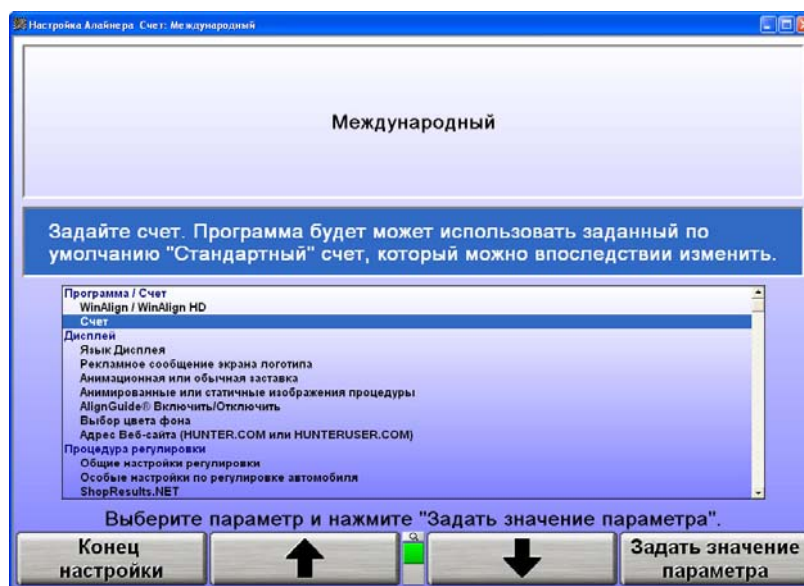 Настройка Алайнера Счет: Международный
Международный
Задайте счет. Программа будет может использовать заданный по
умолчанию "Стандартный" счет, который можно впоследствии изменить.
Программа / Счет
WinAlign / WinAlign HD
Счет
Дисплей
Язык Дисплея
Рекламное сообщение экрана логотипа
Анимационная или обычная заставка
Анимированные или статичные изображения процедуры
AlignGuide® Включить/Отключить
Выбор цвета фона
Адрес Веб-сайта (HUNTER.COM или HUNTERUSER.COM)
Процедура регулировки
Общие настройки регулировки
Особые настройки по регулировке автомобиля
ShopResults.NET
Выберите параметр и нажмите "Задать значение параметра".
Конец
настройки
Задать значение
параметра